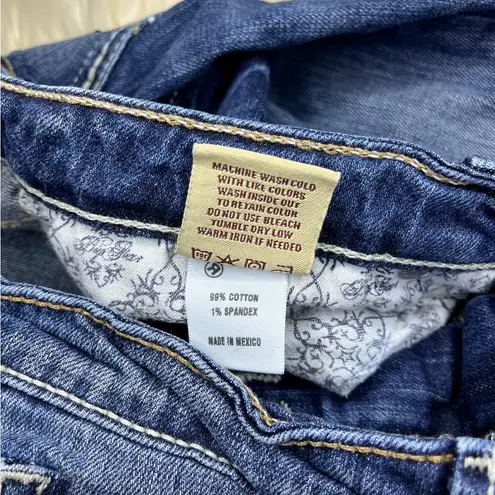 MACHINE WASH COLD
WITH LIKE COLORS
WASH INSIDE OUT
TO RETAIN COLOR
DO NOT USE BLEACH
TUMBLE DRY LOW
WARM IRON IF NEEDED
99% COTTON
1% SPANDEX
MADE IN MEXICO